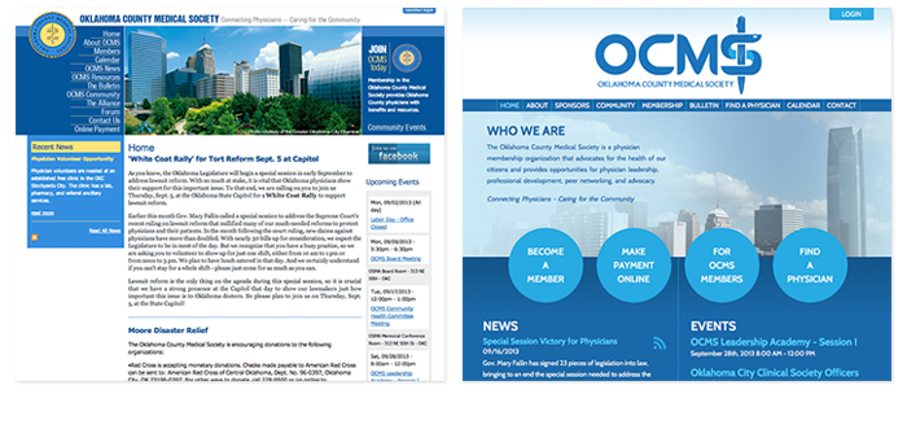 member login
OKLAHOMA COUNTY MEDICAL SOCIETY Connecting Physicians -- Caring for the Community
Home
About OCMS
Members
Calendar
OCMS News
OCMS Resources
The Bulletin
OCMS Community
The Alliance
Forum
Contact Us
Online Payment
JOIN
OCMS
today
Membership in the
Oklahoma County Medical
Society provides Oklahoma
County physicians with
benefits and resources.
Community Events
Photo courtesy of the Greater Oklahoma City Chamber
Recent News
Physician Volunteer Opportunity
Physician volunteers are needed at
an established free clinic in the OKC
Stockyards City. The clinic has a lab,
pharmacy, and referral ancillary
services.
read more
Read All News
Home
'White Coat Rally' for Tort Reform Sept. 5 at Capitol
As you know, the Oklahoma Legislature will begin a special session in early September
to address lawsuit reform. With so much at stake, it is vital that Oklahoma physicians show
their support for this important issue. To that end, we are calling on you to join us
Thursday, Sept. 5, at the Oklahoma State Capitol for a White Coat Rally to support
lawsuit reform.
Earlier this month Gov. Mary Fallin called a special session to address the Supreme Court's
recent ruling on lawsuit reform that nullified many of our much needed reforms to protect
physicians and their patients. In the month following the court ruling, new claims against
physicians have more than doubled. With nearly 30 bills up for consideration, we expect the
Legislature to be in most of the day. But we recognize that you have a busy practice, so we
are asking you to volunteer to show up for just one shift, either from 10 am to 1 pm or
from noon to 3 pm. We plan to have lunch onsite in that day. And we certainly understand
if you can't stay for a whole shift - please just come for as much as you can.
Lawsuit reform is the only thing on the agenda during this special session, so it is crucial
that we have a strong presence at the Capitol that day to show our lawmakers just how
important this issue is to Oklahoma doctors. So please plan to join us on Thursday, Sept.
5, at the State Capitol!
Moore Disaster Relief
The Oklahoma County Medical Society is encouraging donations to the following
organizations:
•Red Cross is accepting monetary donations. Checks made payable to American Red Cross
can be sent to: American Red Cross of Central Oklahoma, Dept. No. 96-0397, Oklahoma
City, OK 73196-0397. For other ways to donate, call 228-9500 or go online to
Join us on
facebook
Upcoming Events
Mon, 09/02/2013 (All
day)
Labor Day - Office
Closed
Mon, 09/09/2013 -
5:30pm - 6:30pm
OCMS Board Meeting
OCMS Board Room - 313 NE
50th - OKC
Tue, 09/17/2013 -
12:00pm - 1:00pm
OCMS Community
Health Committee
Meeting
OSMA Memorial Conference
Room - 313 NE 50th St - OKC
Sat, 09/28/2013 -
8:00am - 12:00pm
OCMS Leadership
Academy - Session I
LOGIN
OCMS
OKLAHOMA COUNTY MEDICAL SOCIETY
HOME ABOUT SPONSORS COMMUNITY MEMBERSHIP BULLETIN FIND A PHYSICIAN CALENDAR CONTACT
WHO WE ARE
The Oklahoma County Medical Society is a physician
membership organization that advocates for the health of our
citizens and provides opportunities for physician leadership,
professional development, peer networking, and advocacy.
Connecting Physicians - Caring for the Community
BECOME
A
MEMBER
MAKE
PAYMENT
ONLINE
FOR
OCMS
MEMBERS
FIND
A
PHYSICIAN
NEWS
Special Session Victory for Physicians
09/16/2013
Gov. Mary Fallin has signed 23 pieces of legislation into law,
bringing to an end the special session needed to address the
EVENTS
OCMS Leadership Academy - Session I
September 28th, 2013 8:00 AM - 12:00 PM
Oklahoma City Clinical Society Officers